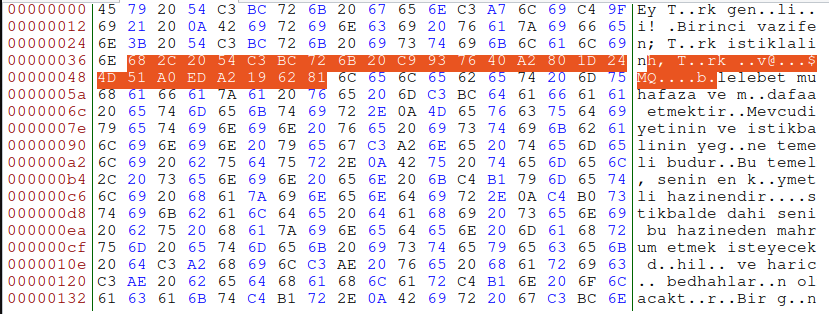 00000000 45 79 20 54 C3 BC 72 6B 20 67 65 6E C3 A7 6C 69 C4 9F Ey T..rk gen..li..
00000012 69 21 20 0A 42 69 72 69 6E 63 69 20 76 61 7A 69 66 65 i! .Birinci vazife
00000024 6E 3B 20 54 C3 BC 72 6B 20 69 73 74 69 6B 6C 61 6C 69 n; T..rk istiklali
00000036 6E 68 2C 20 54 C3 BC 72 6B 20 C9 93 76 40 A2 80 1D 24 nh, T..rk ..v@...$
00000048 4D 51 A0 ED A2 19 62 81 6C 65 6C 65 62 65 74 20 6D 75 MQ....b.lelebet mu
0000005a 68 61 66 61 7A 61 20 76 65 20 6D C3 BC 64 61 66 61 61 hafaza ve m..dafaa
0000006c 20 65 74 6D 65 6B 74 69 72 2E 0A 4D 65 76 63 75 64 69 etmektir..Mevcudi
0000007e 79 65 74 69 6E 69 6E 20 76 65 20 69 73 74 69 6B 62 61 yetinin ve istikba
00000090 6C 69 6E 69 6E 20 79 65 67 C3 A2 6E 65 20 74 65 6D 65 linin yeg..ne teme
000000a2 6C 69 20 62 75 64 75 72 2E 0A 42 75 20 74 65 6D 65 6C li budur..Bu temel
000000b4 2C 20 73 65 6E 69 6E 20 65 6E 20 6B C4 B1 79 6D 65 74 , senin en k..ymet
000000c6 6C 69 20 68 61 7A 69 6E 65 6E 64 69 72 2E 0A C4 B0 73 li hazinendir....s
000000d8 74 69 6B 62 61 6C 64 65 20 64 61 68 69 20 73 65 6E 69 tikbalde dahi seni
000000ea 20 62 75 20 68 61 7A 69 6E 65 64 65 6E 20 6D 61 68 72 bu hazineden mahr
000000cf 75 6D 20 65 74 6D 65 6B 20 69 73 74 65 79 65 63 65 6B um etmek isteyecek
0000010e 20 64 C3 A2 68 69 6C C3 AE 20 76 65 20 68 61 72 69 63 d..hil.. ve haric
00000120 C3 AE 20 62 65 64 68 61 68 6C 61 72 C4 B1 6E 20 6F 6C .. bedhahlar..n ol
00000132 61 63 61 6B 74 C4 B1 72 2E 0A 42 69 72 20 67 C3 BC 6E acakt..r..Bir g..n